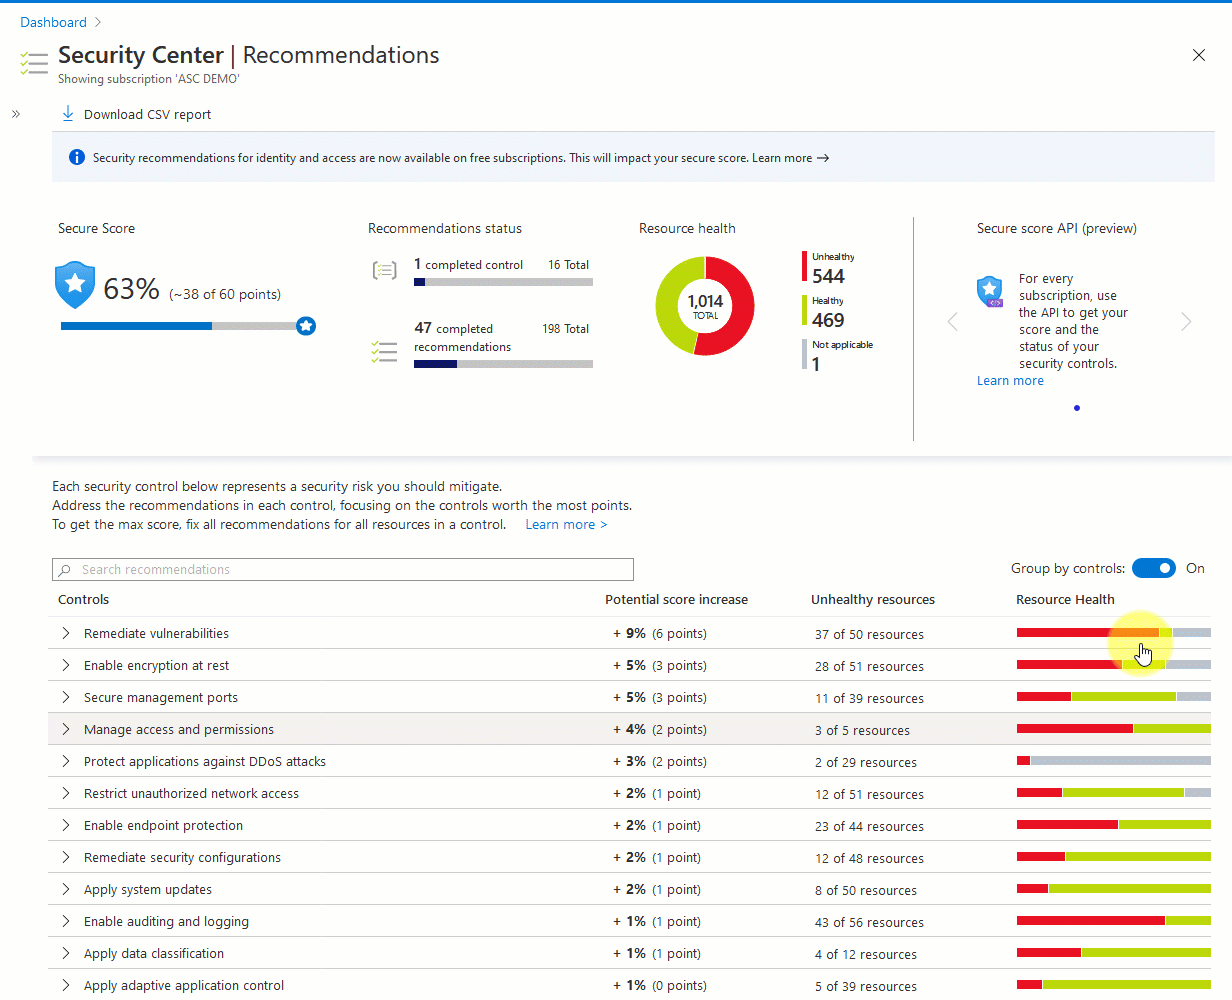 Dashboard
Security Center | Recommendations
Showing subscription 'ASC DEMO'
Download CSV report
Security recommendations for identity and access are now available on free subscriptions. This will impact your secure score. Learn more →
Secure Score
63% (~38 of 60 points)
Recommendations status
1 completed control 16 Total
47 completed 198 Total
recommendations
Resource health
1,014
TOTAL
Unhealthy
544
Healthy
469
Not applicable
1
Secure score API (preview)
For every
subscription, use
the API to get your
score and the
status of your
security controls.
Learn more
Each security control below represents a security risk you should mitigate.
Address the recommendations in each control, focusing on the controls worth the most points.
To get the max score, fix all recommendations for all resources in a control. Learn more >
Search recommendations
Group by controls: On
Controls Potential score increase Unhealthy resources Resource Health
Remediate vulnerabilities + 9% (6 points) 37 of 50 resources
Enable encryption at rest + 5% (3 points) 28 of 51 resources
Secure management ports + 5% (3 points) 11 of 39 resources
Manage access and permissions + 4% (2 points) 3 of 5 resources
Protect applications against DDoS attacks + 3% (2 points) 2 of 29 resources
Restrict unauthorized network access + 2% (1 point) 12 of 51 resources
Enable endpoint protection + 2% (1 point) 23 of 44 resources
Remediate security configurations + 2% (1 point) 12 of 48 resources
Apply system updates + 2% (1 point) 8 of 50 resources
Enable auditing and logging + 1% (1 point) 43 of 56 resources
Apply data classification + 1% (1 point) 4 of 12 resources
Apply adaptive application control + 1% (0 points) 5 of 39 resources